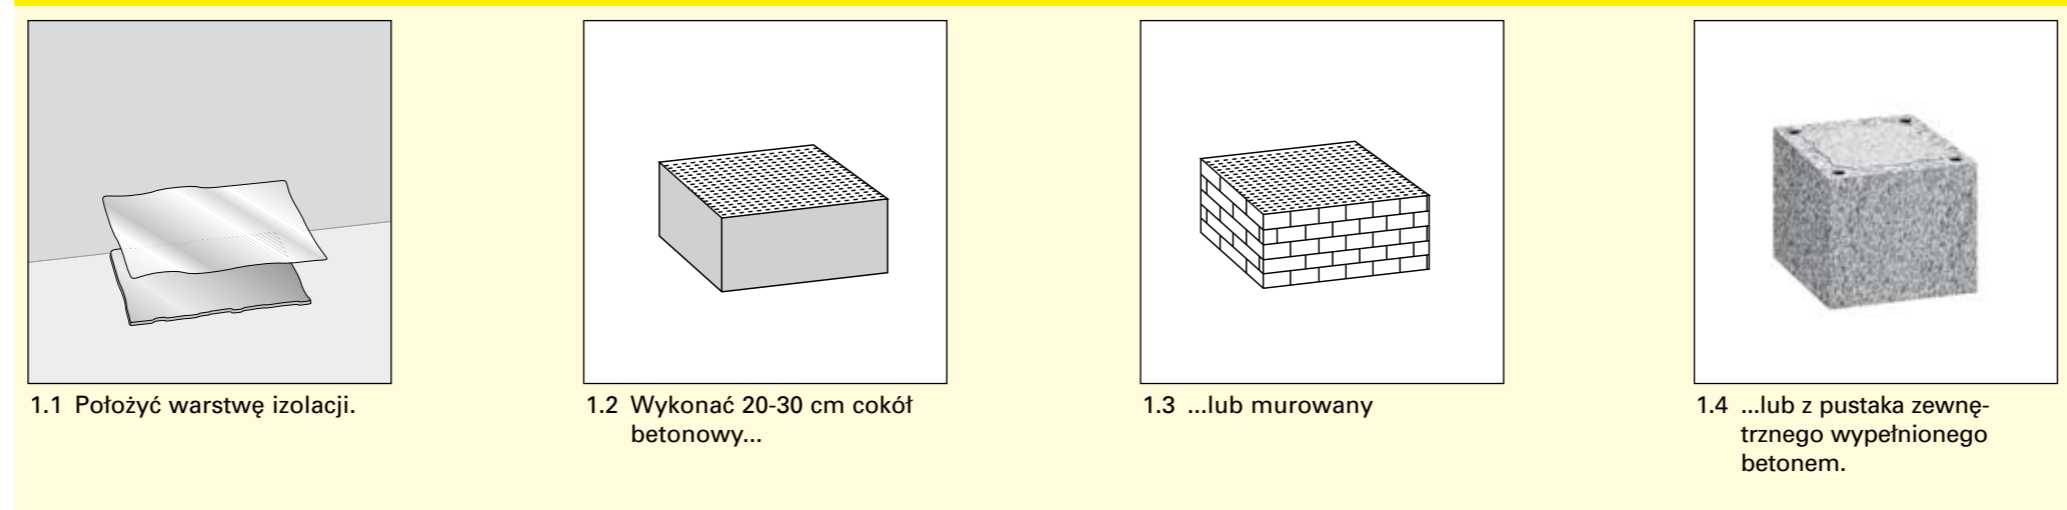 1.1 Położyć warstwę izolacji.
1.2 Wykonać 20-30 cm cokół
betonowy...
1.3 ...lub murowany
1.4 ...lub z pustaka zewnę-
trznego wypełnionego
betonem.